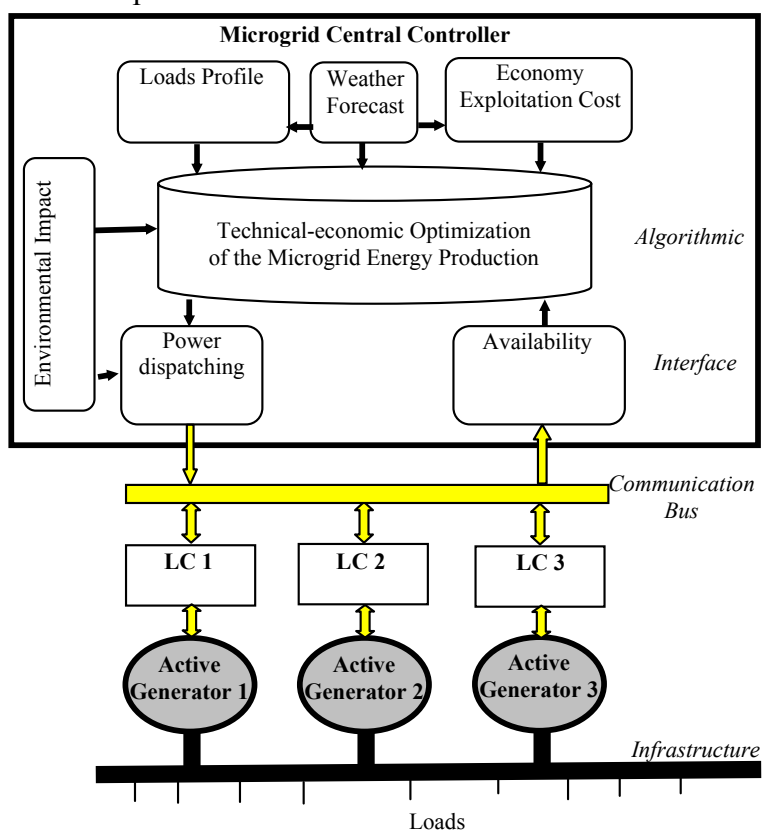 Microgrid Central Controller
Loads Profile
Weather
Forecast
Economy
Exploitation Cost
Environmental Impact
Technical-economic Optimization
of the Microgrid Energy Production
Algorithmic
Power
dispatching
Availability
Interface
Communication
Bus
LC 1
LC 2
LC 3
Active
Generator 1
Active
Generator 2
Active
Generator 3
Infrastructure
Loads